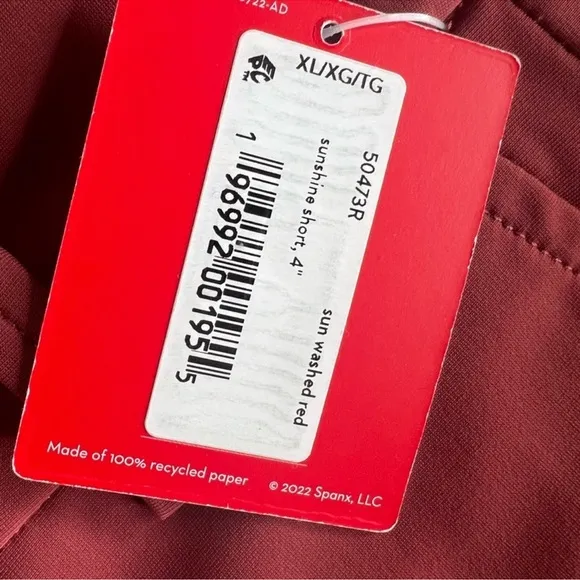 /22-AD
XL/XG/TG
50473R
sunshine short, 4"
sun washed red
1 96992 00195 5
Made of 100% recycled paper
© 2022 Spanx, LLC